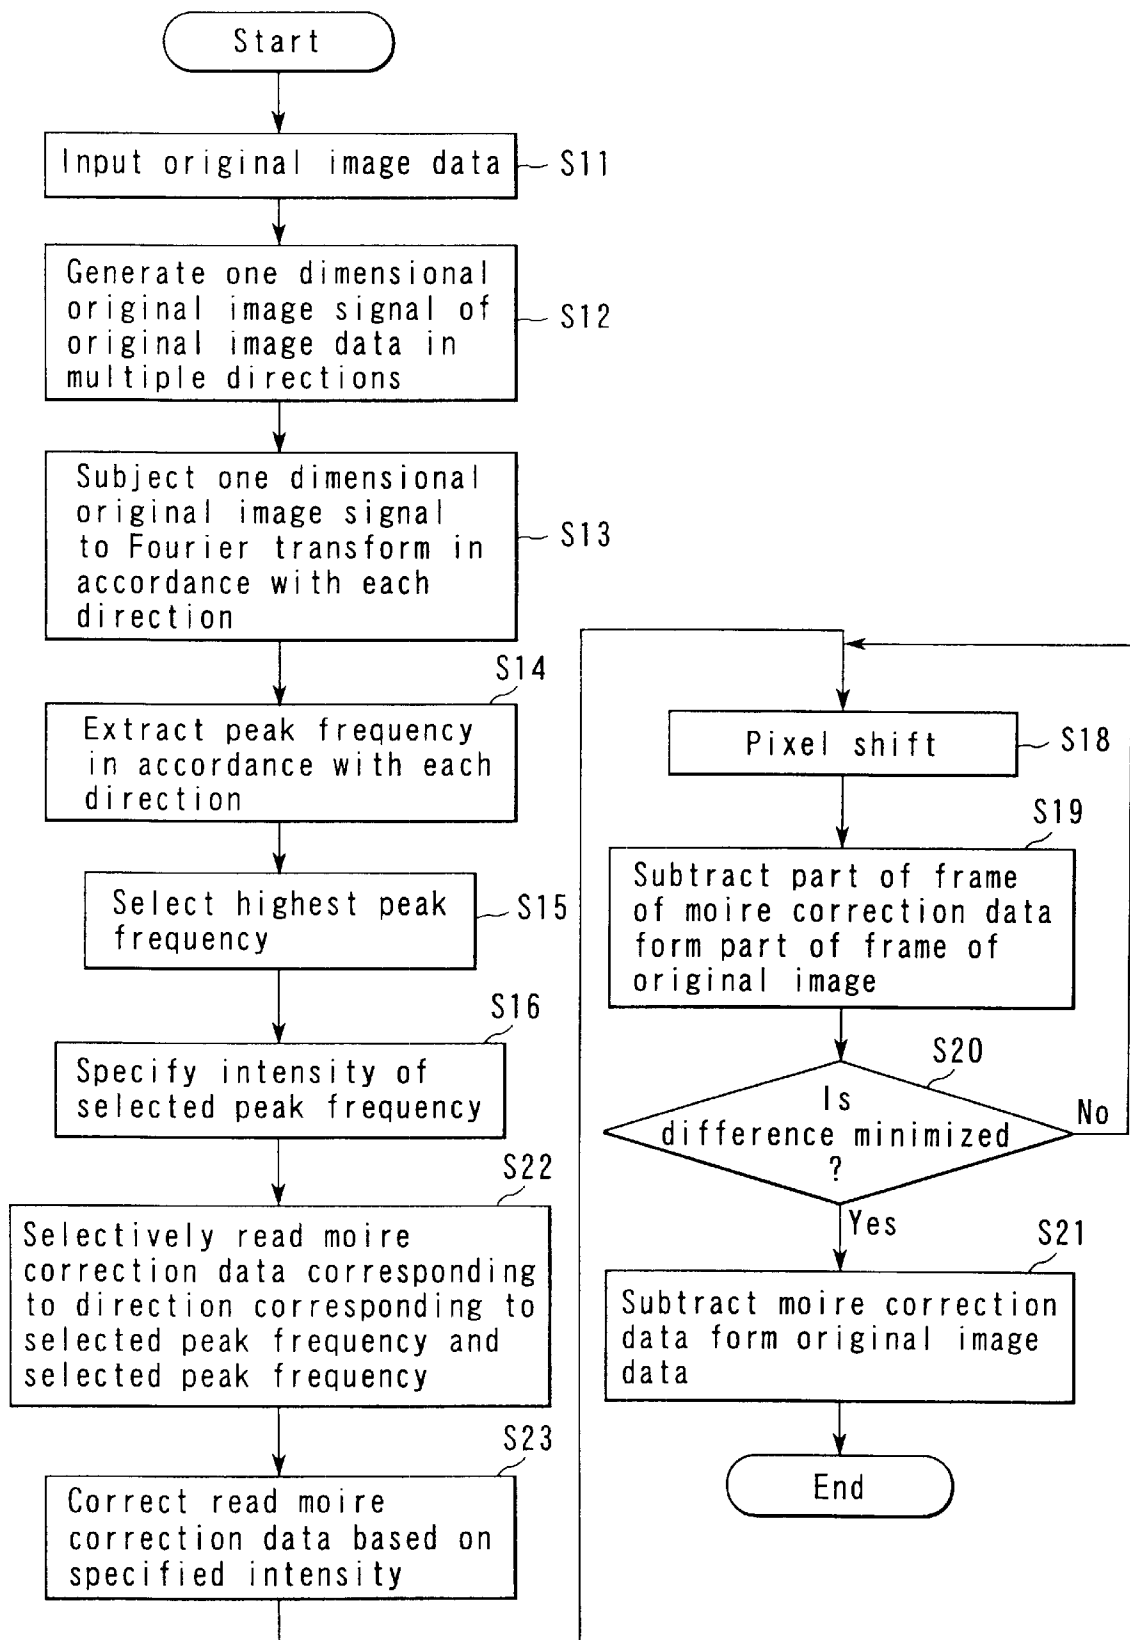 Start
Input original image data
S11
Generate one dimensional
original image signal of
original image data in
multiple directions
S12
Subject one dimensional
original image signal
to Fourier transform in
accordance with each
direction
S13
S14
Extract peak frequency
in accordance with each
direction
Select highest peak
frequency
S15
S16
Specify intensity of
selected peak frequency
S22
Selectively read moire
correction data corresponding
to direction corresponding to
selected peak frequency and
selected peak frequency
S23
Correct read moire
correction data based on
specified intensity
Pixel shift
S18
S19
Subtract part of frame
of moire correction data
form part of frame of
original image
S20
Is
difference minimized
?
No
Yes
S21
Subtract moire correction
data form original image
data
End